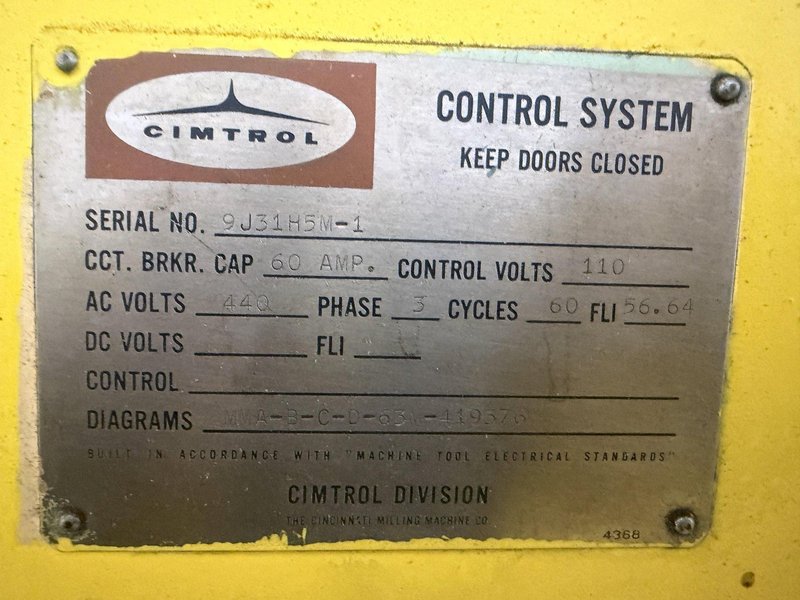 CIMTROL
CONTROL SYSTEM
KEEP DOORS CLOSED
SERIAL NO. 9J31H5M-1
CCT. BRKR. CAP 60 AMP. CONTROL VOLTS 110
AC VOLTS 440 PHASE 3 CYCLES 60 FLI 56.64
DC VOLTS FLI
CONTROL
DIAGRAMS
BUILT IN ACCORDANCE WITH "MACHINE TOOL ELECTRICAL STANDARDS"
CIMTROL DIVISION
THE CINCINNATI MILLING MACHINE CO.
4368